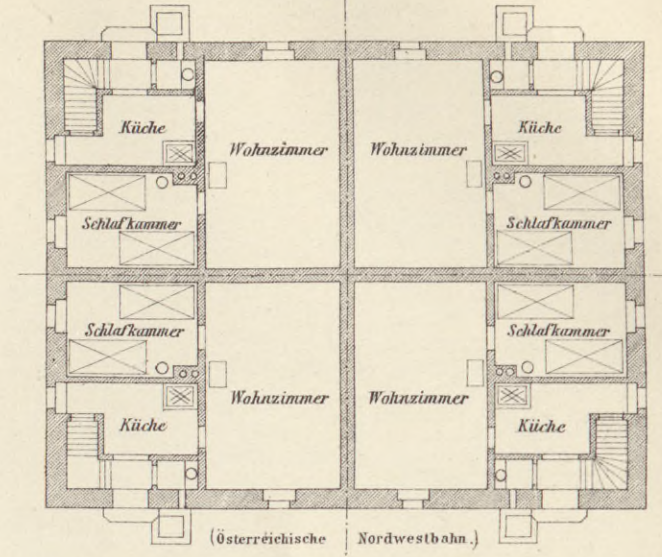 Küche Wohnzimmer Wohnzimmer Küche
Schlafkammer Schlafkammer
Schlafkammer Schlafkammer
Küche Wohnzimmer Wohnzimmer Küche
(Österreichische Nordwestbahn.)